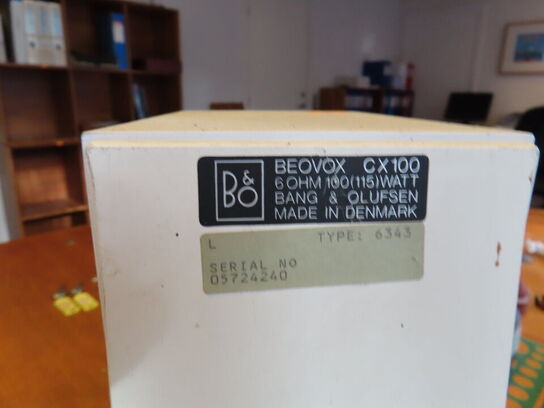 B&O
BEOVOX CX100
6 OHM 100(115)WATT
BANG & OLUFSEN
MADE IN DENMARK
L TYPE: 6343
SERIAL NO
05724240